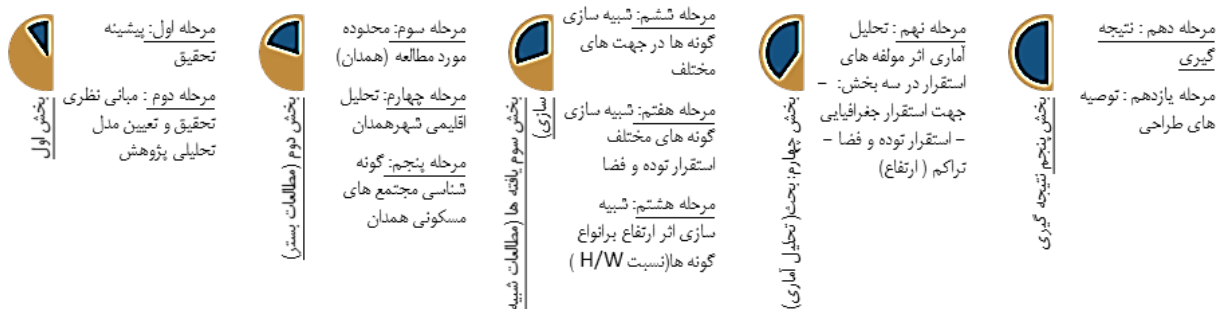 بخش اول
مرحله اول: پیشینه
تحقیق
مرحله دوم : مبانی نظری
تحقیق و تعیین مدل
تحلیلی پژوهش
بخش دوم (مطالعات بستر)
مرحله سوم: محدوده
مورد مطالعه (همدان)
مرحله چهارم: تحلیل
اقلیمی شهرهمدان
مرحله پنجم: گونه
شناسی مجتمع های
مسکونی همدان
بخش سوم یافته ها (مطالعات شبیه
سازی)
مرحله ششم: شبیه سازی
گونه ها در جهت های
مختلف
مرحله هفتم: شبیه سازی
گونه های مختلف
استقرار توده و فضا
مرحله هشتم: شبیه
سازی اثر ارتفاع برانواع
گونه ها(نسبت H/W )
بخش چهارم: بحث( تحلیل آماری)
مرحله نهم : تحلیل
آماری اثر مولفه های
استقرار در سه بخش: –
جهت استقرار جغرافیایی
– استقرار توده و فضا –
تراکم ( ارتفاع)
بخش پنجم نتیجه گیری
مرحله دهم : نتیجه
گیری
مرحله یازدهم : توصیه
های طراحی